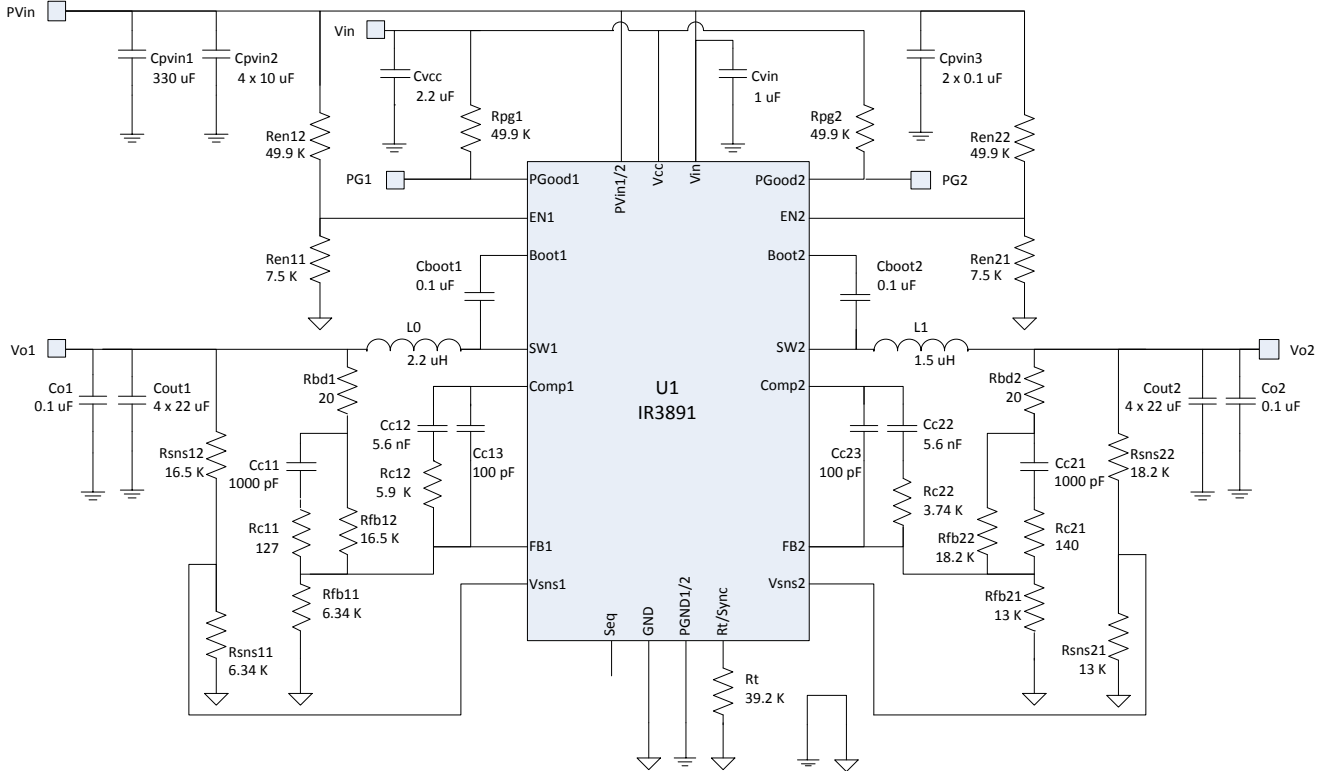 PVin
Vin
Cpvin1
330 uF
Cpvin2
4 x 10 uF
Cvcc
2.2 uF
Cvin
1 uF
Cpvin3
2 x 0.1 uF
Rpg1
49.9 K
Rpg2
49.9 K
Ren12
49.9 K
Ren22
49.9 K
PG1
PGood1
PVin1/2
Vcc
Vin
PGood2
PG2
EN1
EN2
Ren11
7.5 K
Boot1
Boot2
Ren21
7.5 K
Cboot1
0.1 uF
Cboot2
0.1 uF
Vo1
L0
2.2 uH
SW1
SW2
L1
1.5 uH
Vo2
U1
IR3891
Co1
0.1 uF
Cout1
4 x 22 uF
Rbd1
20
Comp1
Comp2
Rbd2
20
Cout2
4 x 22 uF
Co2
0.1 uF
Cc12
5.6 nF
Cc13
100 pF
Cc23
100 pF
Cc22
5.6 nF
Rsns12
16.5 K
Cc11
1000 pF
Rc12
5.9 K
Rc22
3.74 K
Cc21
1000 pF
Rsns22
18.2 K
Rc11
127
Rfb12
16.5 K
Rfb22
18.2 K
Rc21
140
FB1
FB2
Vsns1
Vsns2
Rfb11
6.34 K
Rfb21
13 K
Rsns11
6.34 K
Rsns21
13 K
Seq
GND
PGND1/2
Rt/Sync
Rt
39.2 K